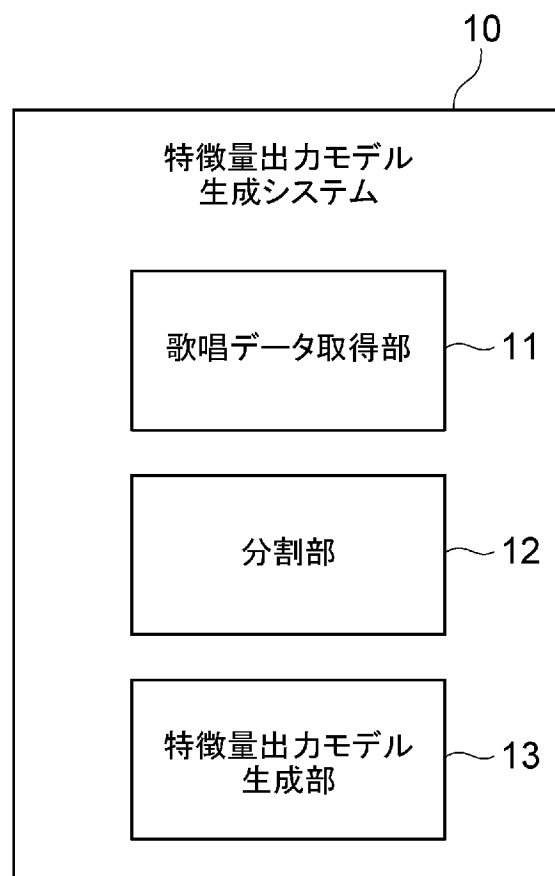 10
特徴量出力モデル
生成システム
歌唱データ取得部
11
分割部
12
特徴量出力モデル
生成部
13